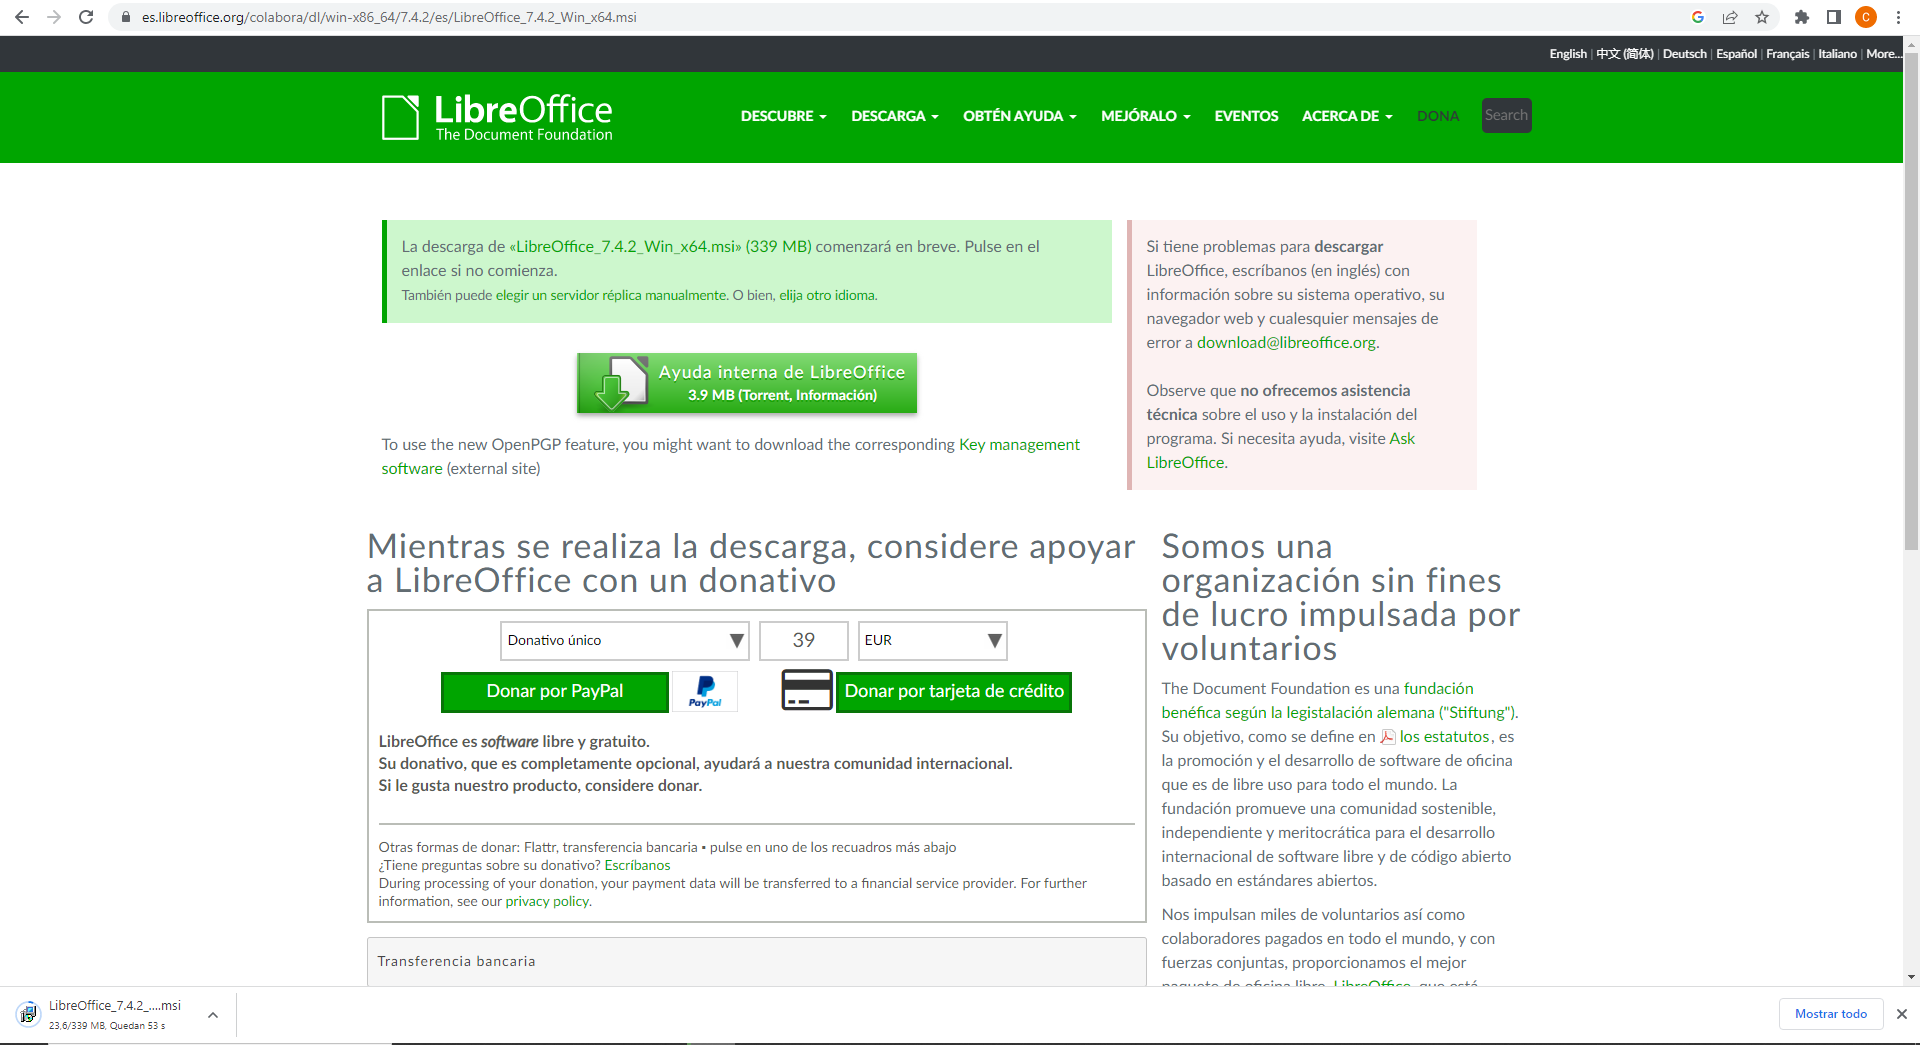 es.libreoffice.org/colabora/dl/win-x86_64/7.4.2/es/LibreOffice_7.4.2_Win_x64.msi
C
English | 中文 (简体) | Deutsch | Español | Français | Italiano | More...
LibreOffice
The Document Foundation
DESCUBRE
DESCARGA
OBTÉN AYUDA
MEJÓRALO
EVENTOS
ACERCA DE
DONA
Search
La descarga de «LibreOffice_7.4.2_Win_x64.msi» (339 MB) comenzará en breve. Pulse en el
enlace si no comienza.
También puede elegir un servidor réplica manualmente. O bien, elija otro idioma.
Ayuda interna de LibreOffice
3.9 MB (Torrent, Información)
To use the new OpenPGP feature, you might want to download the corresponding Key management
software (external site)
Si tiene problemas para descargar
LibreOffice, escríbanos (en inglés) con
información sobre su sistema operativo, su
navegador web y cualesquier mensajes de
error a download@libreoffice.org.
Observe que no ofrecemos asistencia
técnica sobre el uso y la instalación del
programa. Si necesita ayuda, visite Ask
LibreOffice.
Mientras se realiza la descarga, considere apoyar
a LibreOffice con un donativo
Donativo único
39
EUR
Donar por PayPal
PayPal
Donar por tarjeta de crédito
LibreOffice es software libre y gratuito.
Su donativo, que es completamente opcional, ayudará a nuestra comunidad internacional.
Si le gusta nuestro producto, considere donar.
Otras formas de donar: Flattr, transferencia bancaria • pulse en uno de los recuadros más abajo
¿Tiene preguntas sobre su donativo? Escríbanos
During processing of your donation, your payment data will be transferred to a financial service provider. For further
information, see our privacy policy.
Transferencia bancaria
Somos una
organización sin fines
de lucro impulsada por
voluntarios
The Document Foundation es una fundación
benéfica según la legistalación alemana ("Stiftung").
Su objetivo, como se define en los estatutos, es
la promoción y el desarrollo de software de oficina
que es de libre uso para todo el mundo. La
fundación promueve una comunidad sostenible,
independiente y meritocrática para el desarrollo
internacional de software libre y de código abierto
basado en estándares abiertos.
Nos impulsan miles de voluntarios así como
colaboradores pagados en todo el mundo, y con
fuerzas conjuntas, proporcionamos el mejor
paquete de oficina libre, LibreOffice, que está
LibreOffice_7.4.2_....msi
23,6/339 MB, Quedan 53 s
Mostrar todo